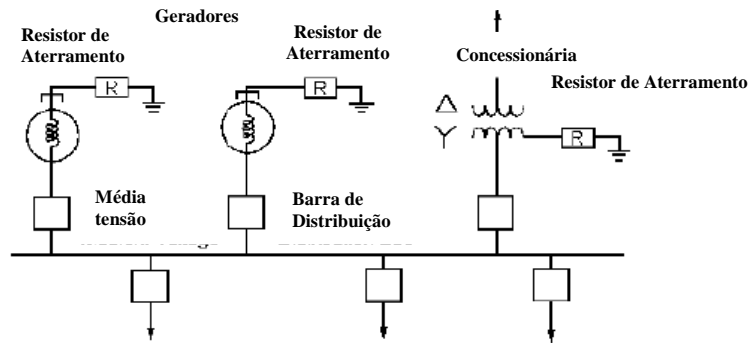 Geradores
Resistor de
Aterramento
Resistor de
Aterramento
Concessionária
Resistor de Aterramento
R
R
R
Média
tensão
Barra de
Distribuição